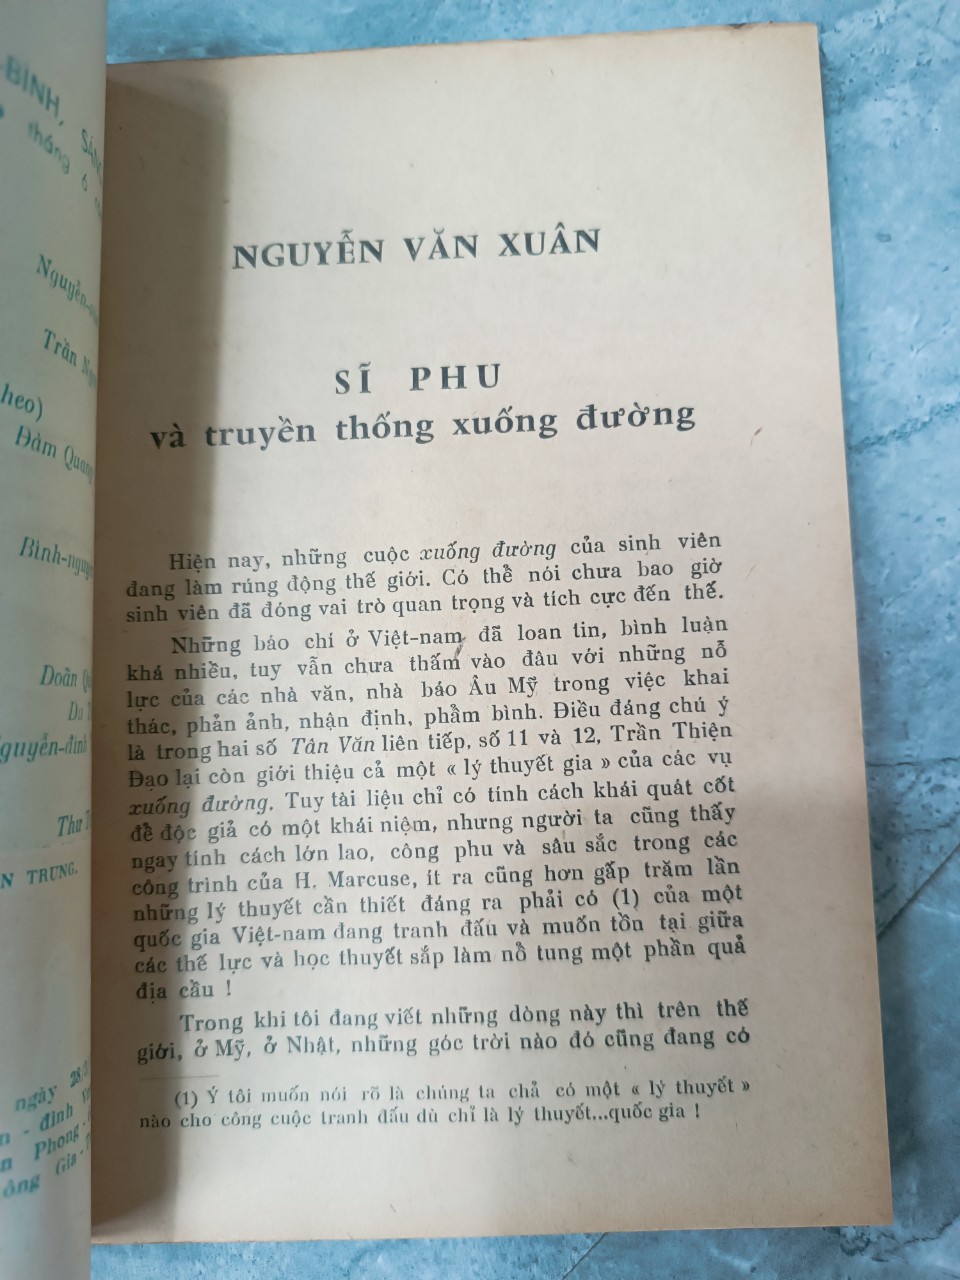 BÌNH,
tháng 6
Trần
heo)
Đàm Quang
Doãn
Thư
N TRUNG.
ngày
Phong
NGUYỄN VĂN XUÂN
SĨ PHU
và truyền thống xuống đường
Hiện nay, những cuộc xuống đường của sinh viên
đang làm rúng động thế giới. Có thể nói chưa bao giờ
sinh viên đã đóng vai trò quan trọng và tích cực đến thế.
Những báo chí ở Việt-nam đã loan tin, bình luận
khá nhiều, tuy vẫn chưa thấm vào đâu với những nỗ
lực của các nhà văn, nhà báo Âu Mỹ trong việc khai
thác, phản ảnh, nhận định, phẩm bình. Điều đáng chú ý
là trong hai số Tân Văn liên tiếp, số 11 và 12, Trần Thiện
Đạo lại còn giới thiệu cả một « lý thuyết gia » của các vụ
xuống đường. Tuy tài liệu chỉ có tính cách khái quát cốt
để độc giả có một khái niệm, nhưng người ta cũng thấy
ngay tính cách lớn lao, công phu và sâu sắc trong các
công trình của H. Marcuse, ít ra cũng hơn gấp trăm lần
những lý thuyết cần thiết đáng ra phải có (1) của một
quốc gia Việt-nam đang tranh đấu và muốn tồn tại giữa
các thế lực và học thuyết sắp làm nổ tung một phần quả
địa cầu !
Trong khi tôi đang viết những dòng này thì trên thế
giới, ở Mỹ, ở Nhật, những góc trời nào đó cũng đang có
(1) Ý tôi muốn nói rõ là chúng ta chả có một « lý thuyết »
nào cho công cuộc tranh đấu dù chỉ là lý thuyết...quốc gia !